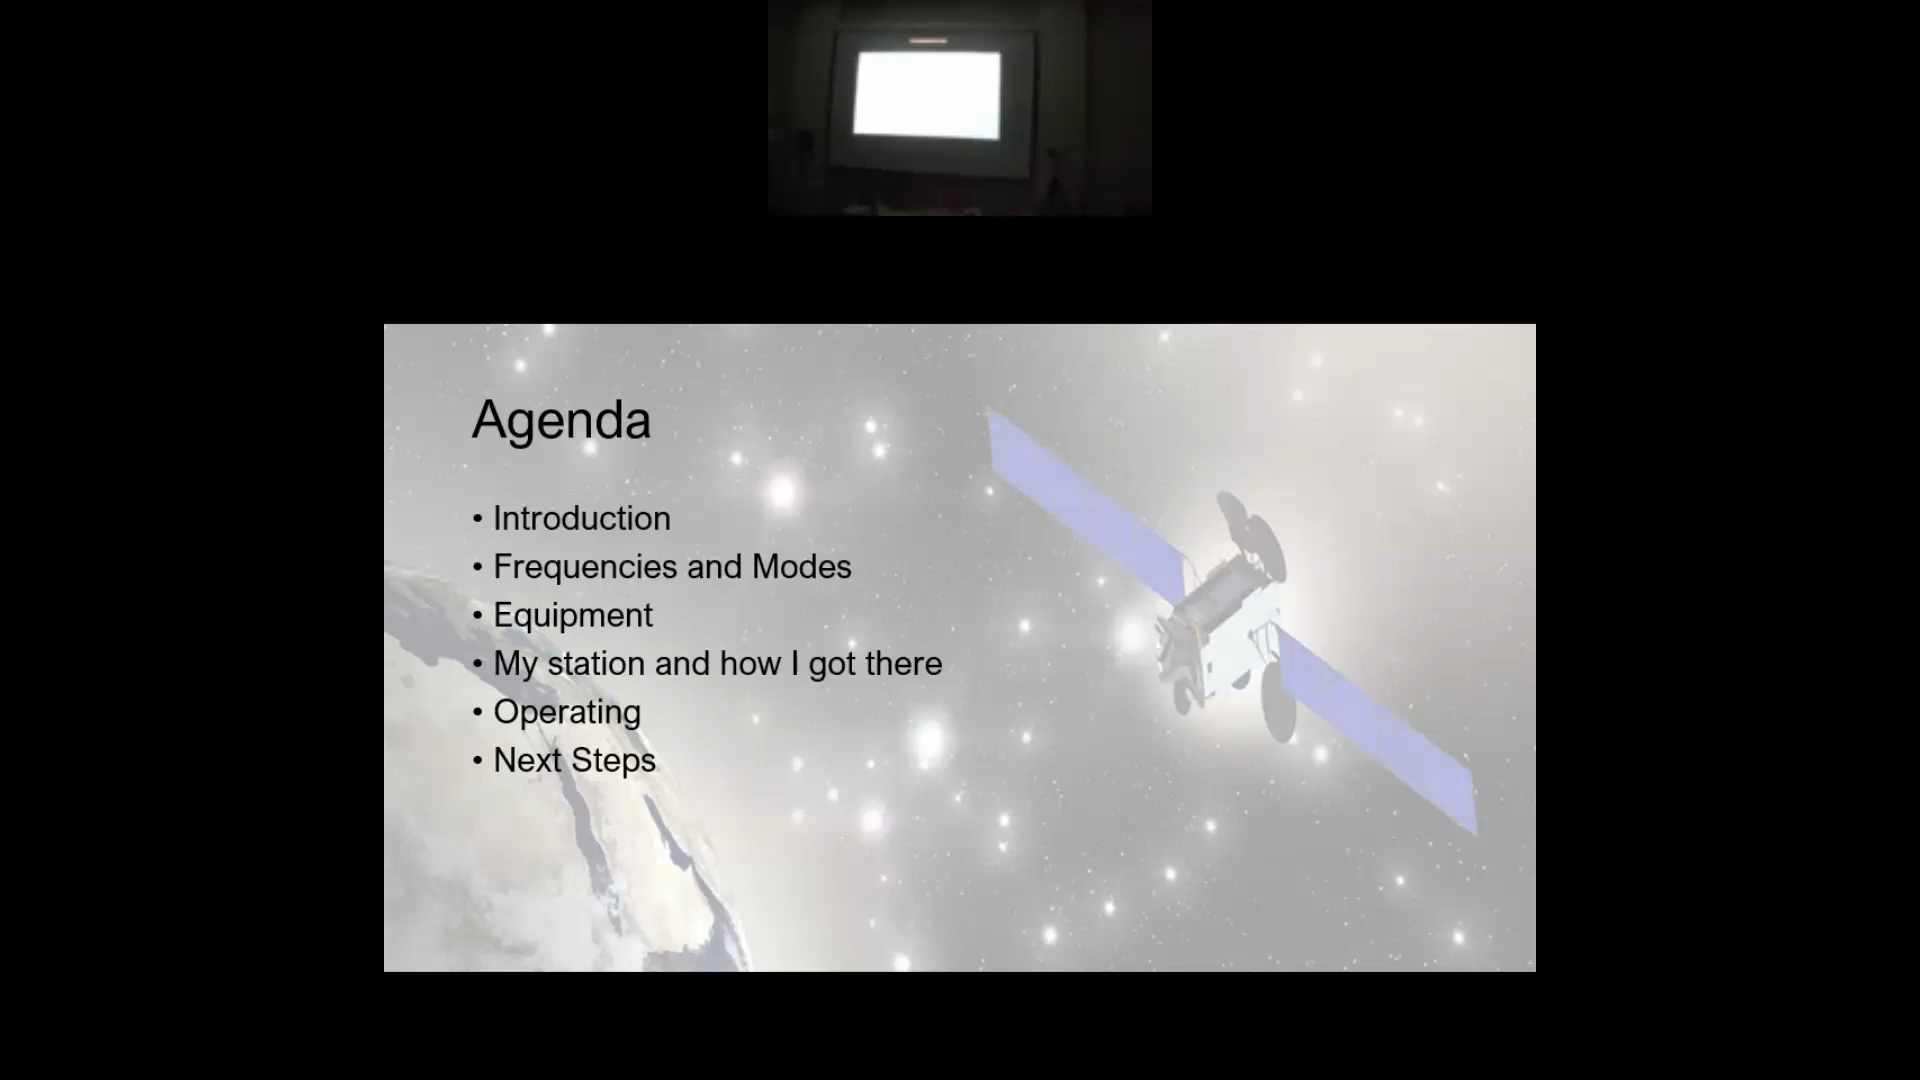 Agenda
• Introduction
• Frequencies and Modes
• Equipment
• My station and how I got there
• Operating
• Next Steps